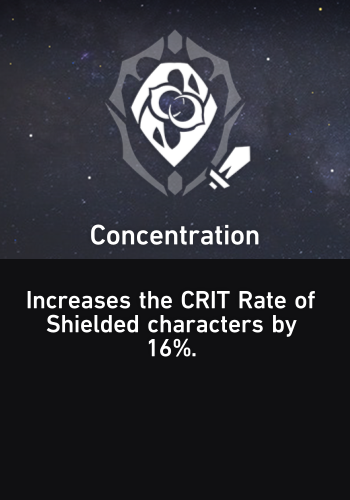 Concentration
Increases the CRIT Rate of
Shielded characters by
16%.